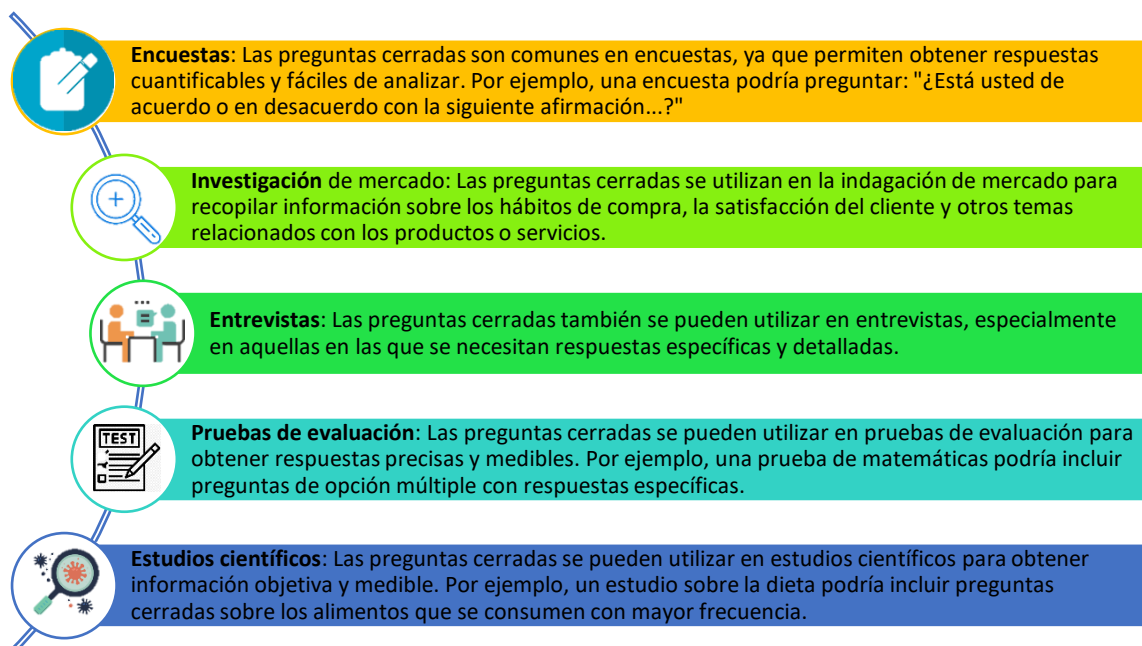 Encuestas: Las preguntas cerradas son comunes en encuestas, ya que permiten obtener respuestas
cuantificables y fáciles de analizar. Por ejemplo, una encuesta podría preguntar: "¿Está usted de
acuerdo o en desacuerdo con la siguiente afirmación...?"
Investigación de mercado: Las preguntas cerradas se utilizan en la indagación de mercado para
recopilar información sobre los hábitos de compra, la satisfacción del cliente y otros temas
relacionados con los productos o servicios.
Entrevistas: Las preguntas cerradas también se pueden utilizar en entrevistas, especialmente
en aquellas en las que se necesitan respuestas específicas y detalladas.
TEST
Pruebas de evaluación: Las preguntas cerradas se pueden utilizar en pruebas de evaluación para
obtener respuestas precisas y medibles. Por ejemplo, una prueba de matemáticas podría incluir
preguntas de opción múltiple con respuestas específicas.
Estudios científicos: Las preguntas cerradas se pueden utilizar en estudios científicos para obtener
información objetiva y medible. Por ejemplo, un estudio sobre la dieta podría incluir preguntas
cerradas sobre los alimentos que se consumen con mayor frecuencia.